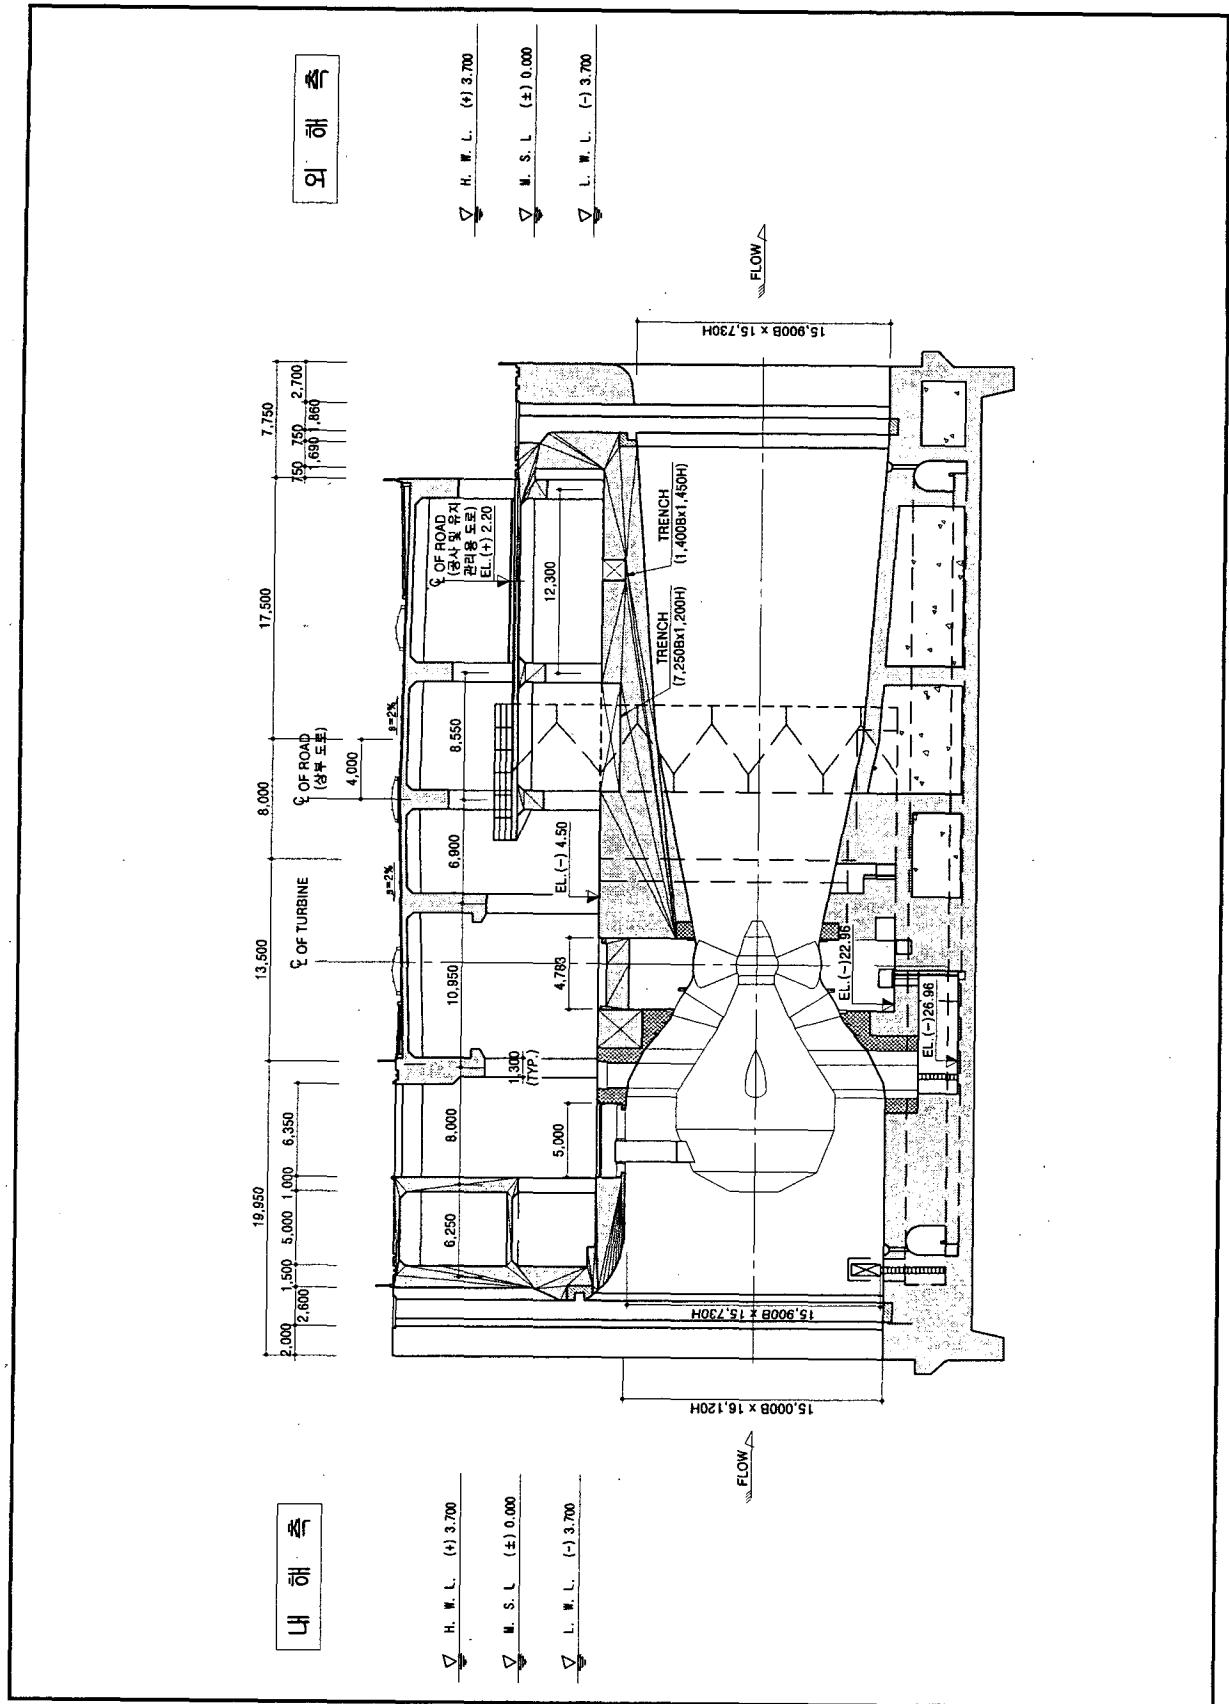 내 해 측
외 해 측
H. W. L. (+) 3.700
M. S. L (±) 0.000
L. W. L. (-) 3.700
H. W. L. (+) 3.700
M. S. L (±) 0.000
L. W. L. (-) 3.700
19,950
13,500
8,000
17,500
7,750
2,000
2,600
1,500
5,000
1,000
6,350
750
1,690
750
1,860
2,700
℄ OF TURBINE
℄ OF ROAD
(상부 도로)
4,000
s=2%
s=2%
℄ OF ROAD
(공사 및 유지
관리용 도로)
EL.(+) 2.20
6,250
8,000
10,950
6,900
8,550
12,300
1,300
(TYP.)
5,000
4,783
EL.(-) 4.50
TRENCH
(7,250Bx1,200H)
TRENCH
(1,400Bx1,450H)
FLOW
15,000B x 16,120H
15,900B x 15,730H
15,900B x 15,730H
FLOW
EL.(-)22.96
EL.(-)26.96